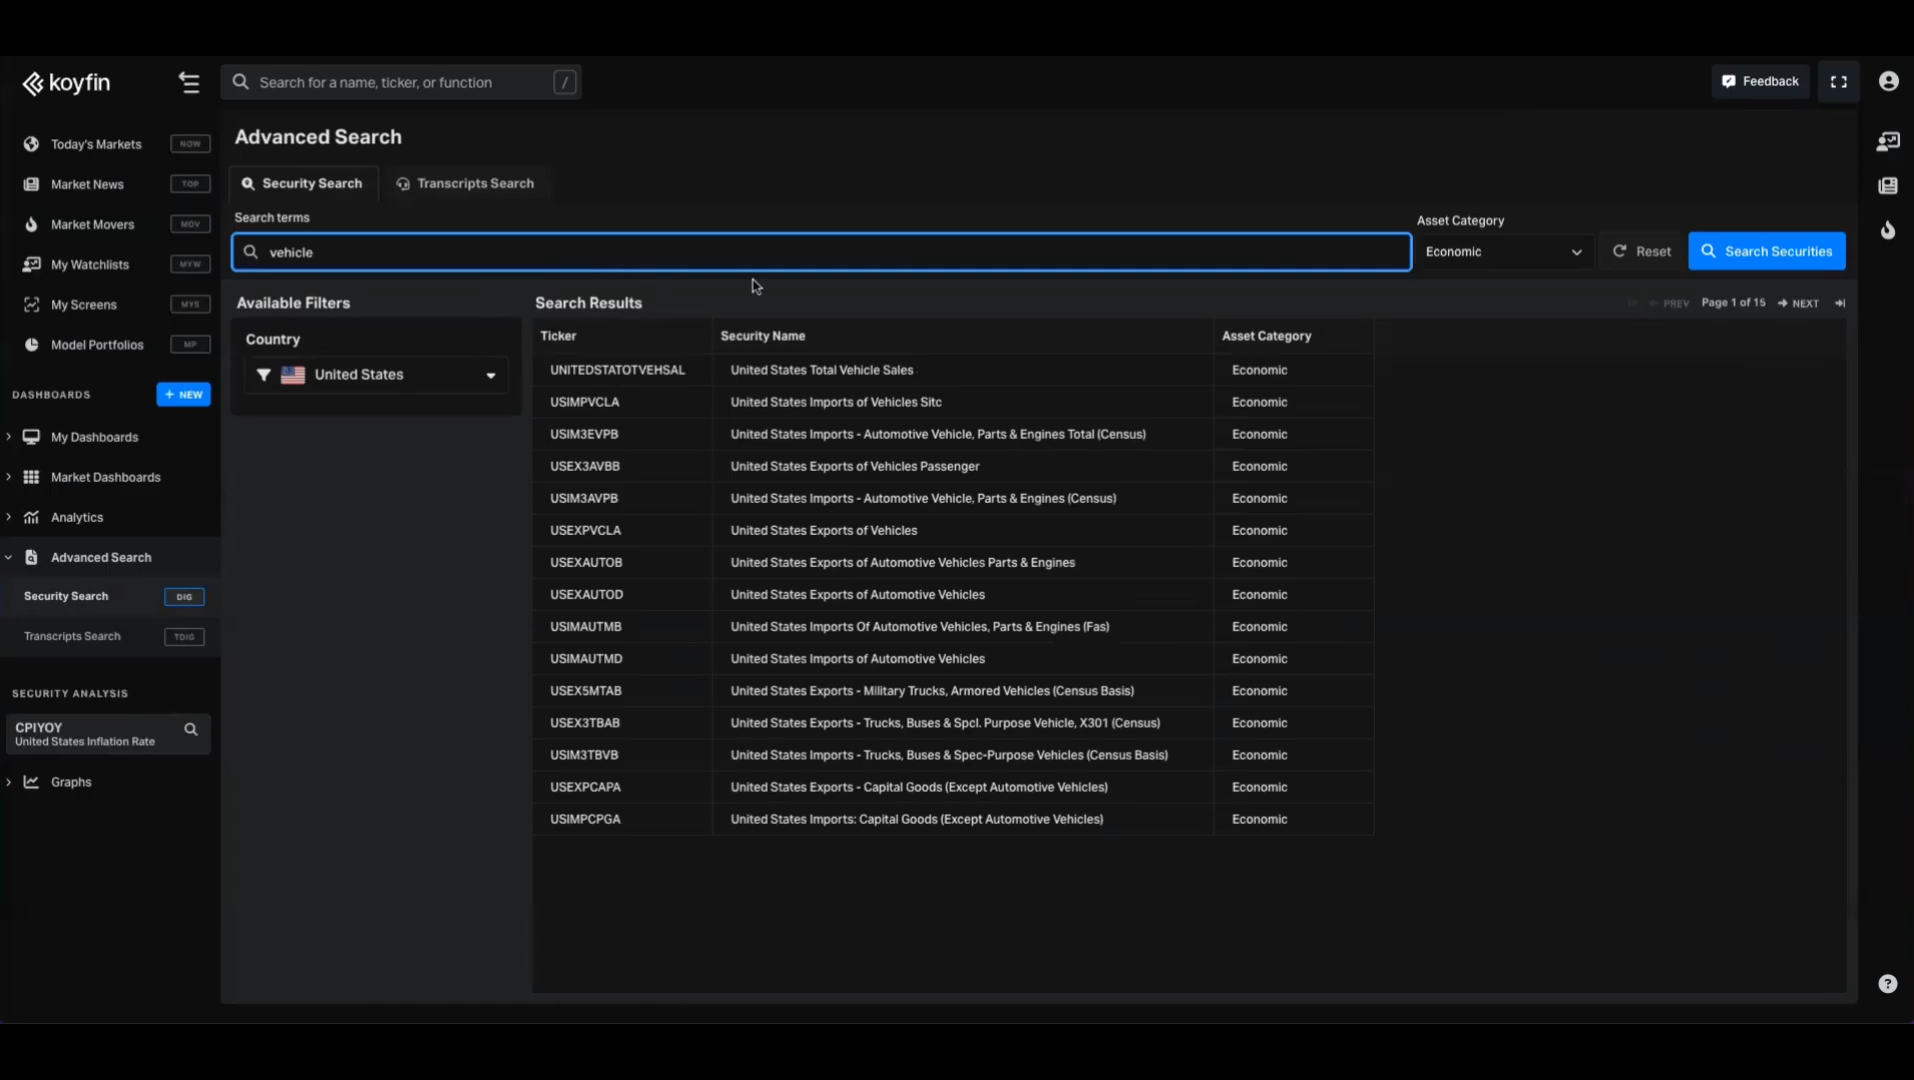 koyfin
Search for a name, ticker, or function /
Feedback
Today's Markets NOW
Market News TOP
Market Movers MOV
My Watchlists MYW
My Screens MYS
Model Portfolios MP
DASHBOARDS + NEW
My Dashboards
Market Dashboards
Analytics
Advanced Search
Security Search DIG
Transcripts Search TDIG
SECURITY ANALYSIS
CPIYOY
United States Inflation Rate
Graphs
Advanced Search
Security Search Transcripts Search
Search terms
vehicle
Asset Category
Economic
Reset
Search Securities
Available Filters
Country
United States
Search Results
PREV Page 1 of 15 NEXT
Ticker Security Name Asset Category
UNITEDSTATOTVEHSAL United States Total Vehicle Sales Economic
USIMPVCLA United States Imports of Vehicles Sitc Economic
USIM3EVPB United States Imports - Automotive Vehicle, Parts & Engines Total (Census) Economic
USEX3AVBB United States Exports of Vehicles Passenger Economic
USIM3AVPB United States Imports - Automotive Vehicle, Parts & Engines (Census) Economic
USEXPVCLA United States Exports of Vehicles Economic
USEXAUTOB United States Exports of Automotive Vehicles Parts & Engines Economic
USEXAUTOD United States Exports of Automotive Vehicles Economic
USIMAUTMB United States Imports Of Automotive Vehicles, Parts & Engines (Fas) Economic
USIMAUTMD United States Imports of Automotive Vehicles Economic
USEX5MTAB United States Exports - Military Trucks, Armored Vehicles (Census Basis) Economic
USEX3TBAB United States Exports - Trucks, Buses & Spcl. Purpose Vehicle, X301 (Census) Economic
USIM3TBVB United States Imports - Trucks, Buses & Spec-Purpose Vehicles (Census Basis) Economic
USEXPCAPA United States Exports - Capital Goods (Except Automotive Vehicles) Economic
USIMPCPGA United States Imports: Capital Goods (Except Automotive Vehicles) Economic
?